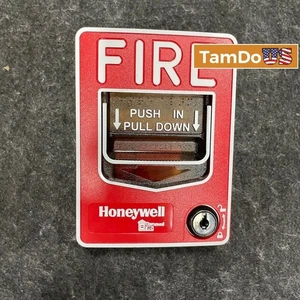 TamDo
FIRE
PUSH IN
PULL DOWN
Honeywell